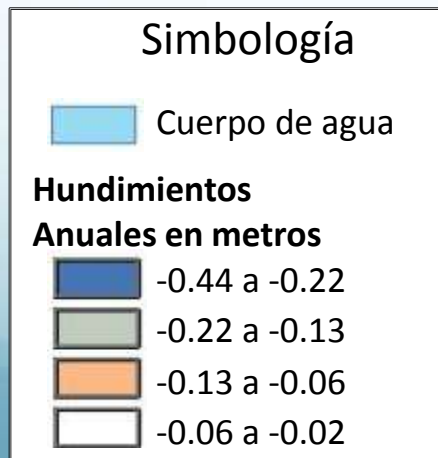 Simbología
Cuerpo de agua
Hundimientos
Anuales en metros
-0.44 a -0.22
-0.22 a -0.13
-0.13 a -0.06
-0.06 a -0.02